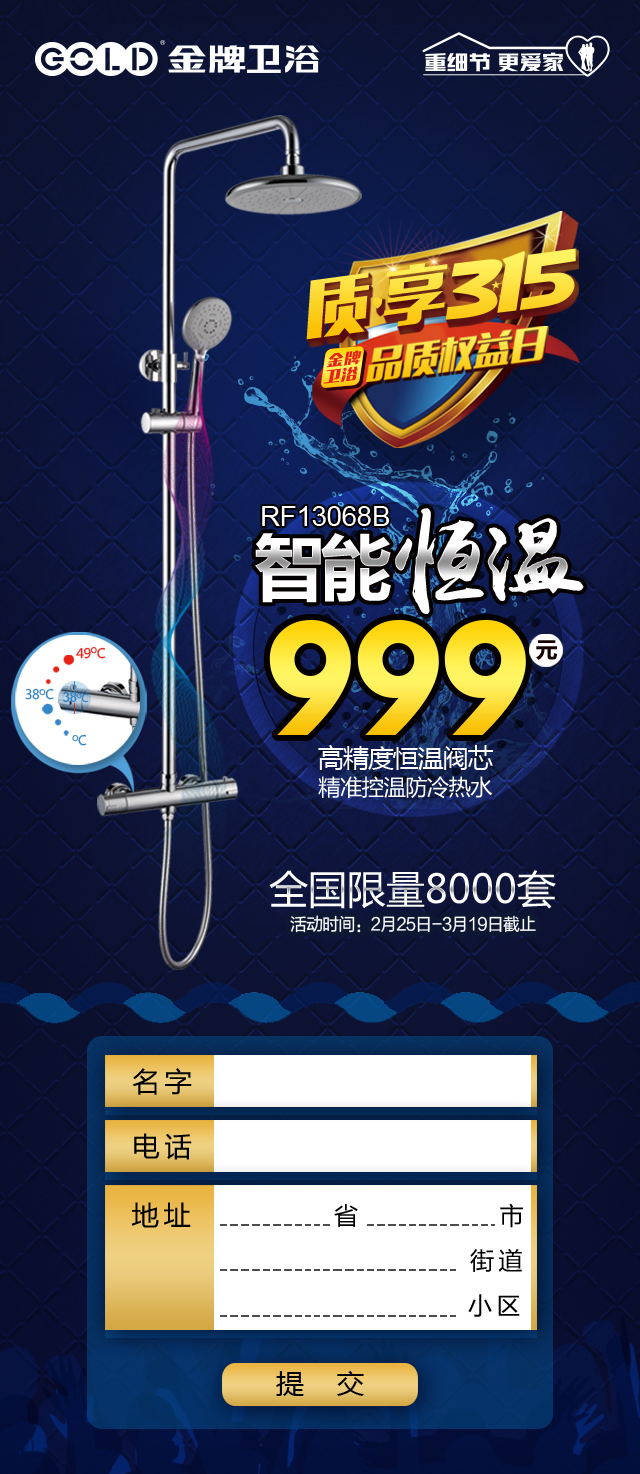 GOLD® 金牌卫浴
重细节 更爱家
质享315
金牌卫浴 品质权益日
RF13068B
智能恒温
999元
49ºC
38ºC
38ºC
ºC
高精度恒温阀芯
精准控温防冷热水
全国限量8000套
活动时间：2月25日-3月19日截止
名字
电话
地址 省 市
街道
小区
提 交